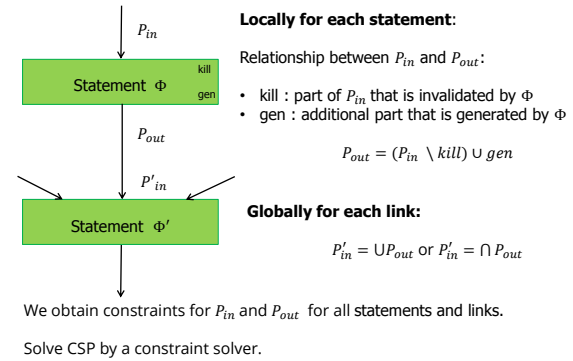 P_in
kill
Statement Φ
gen
P_out
P'_in
Statement Φ′
Locally for each statement:
Relationship between P_in and P_out:
• kill : part of P_in that is invalidated by Φ
• gen : additional part that is generated by Φ
P_out = (P_in \ kill) ∪ gen
Globally for each link:
P′_in = ∪P_out or P′_in = ⋂ P_out
We obtain constraints for P_in and P_out for all statements and links.
Solve CSP by a constraint solver.